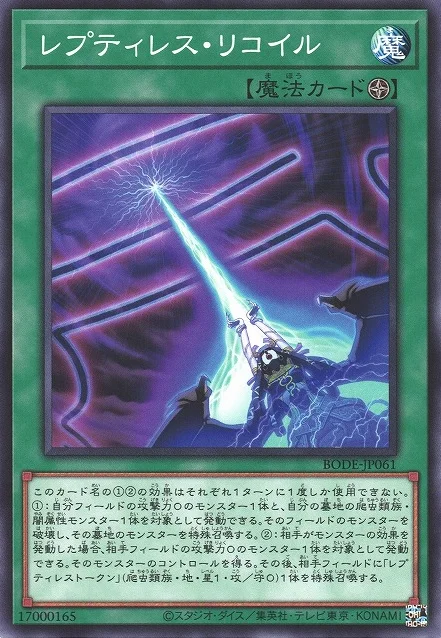 レプティレス・リコイル
魔
【魔法カード】
BODE-JP061
このカード名の①②の効果はそれぞれ1ターンに1度しか使用できない。
①:自分フィールドの攻撃力0のモンスター1体と、自分の墓地の爬虫類族・
闇属性モンスター1体を対象として発動できる。そのフィールドのモンスター
を破壊し、その墓地のモンスターを特殊召喚する。②:相手がモンスターの効果を
発動した場合、相手フィールドの攻撃力0のモンスター1体を対象として発動
できる。そのモンスターのコントロールを得る。その後、相手フィールドに「レプ
ティレストークン」(爬虫類族・地・星1・攻/守0)1体を特殊召喚する。
17000165
©スタジオ・ダイス/集英社・テレビ東京・KONAMI